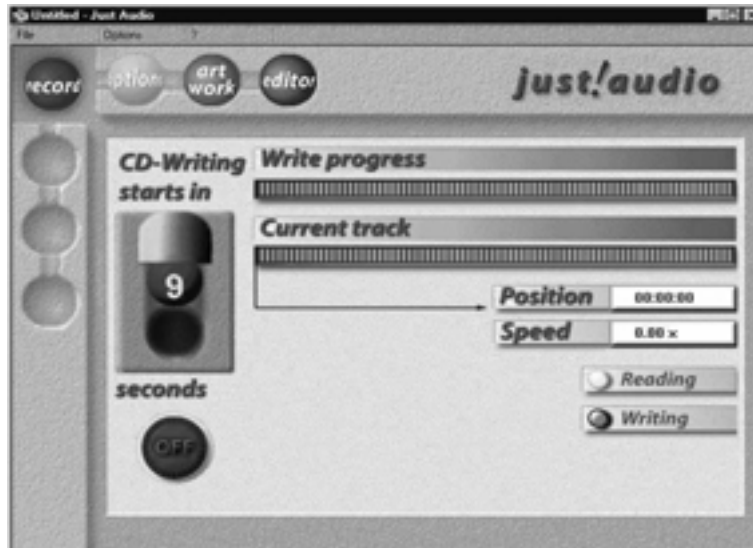 Untitled - Just Audio
File Options ?
record option art work editor
just!audio
CD-Writing starts in
Write progress
Current track
9
Position 00:00:00
Speed 0.00 x
seconds
Reading
Writing
OFF